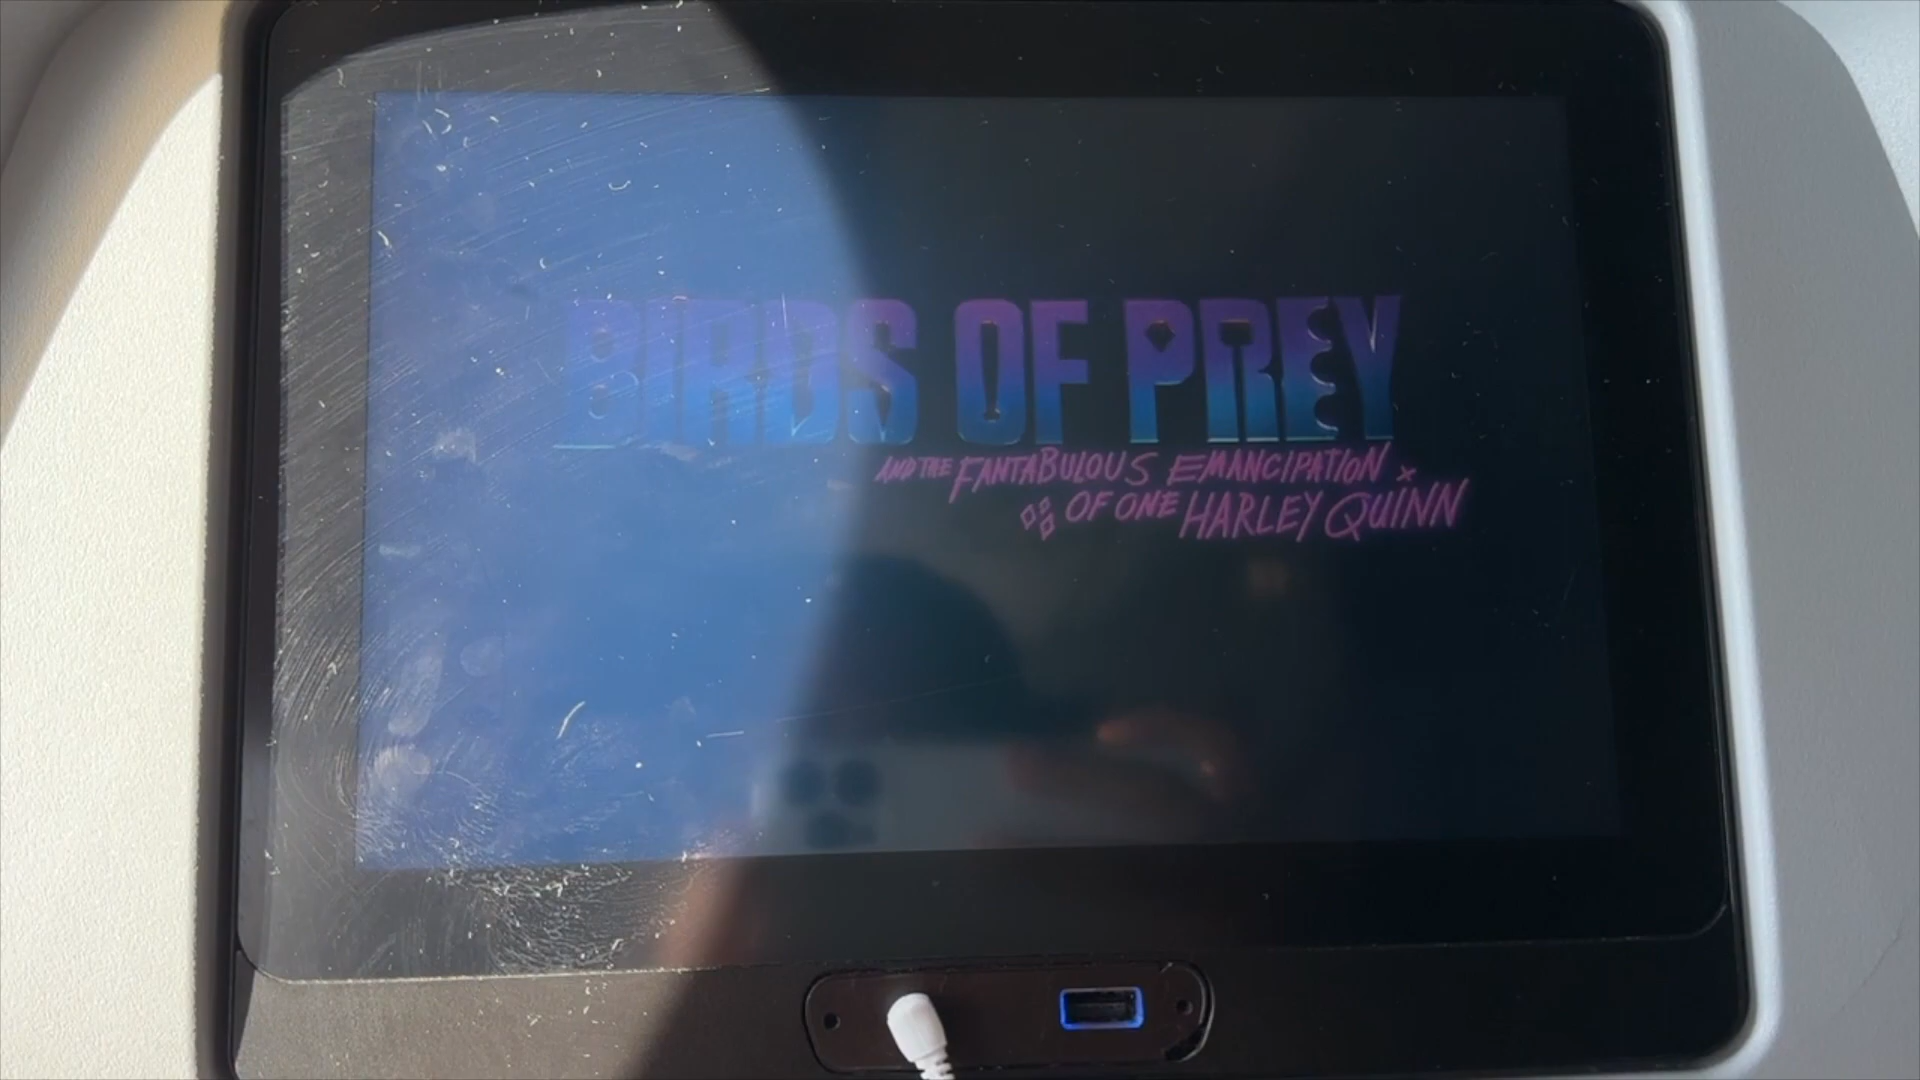 BIRDS OF PREY
AND THE FANTABULOUS EMANCIPATION
OF ONE HARLEY QUINN